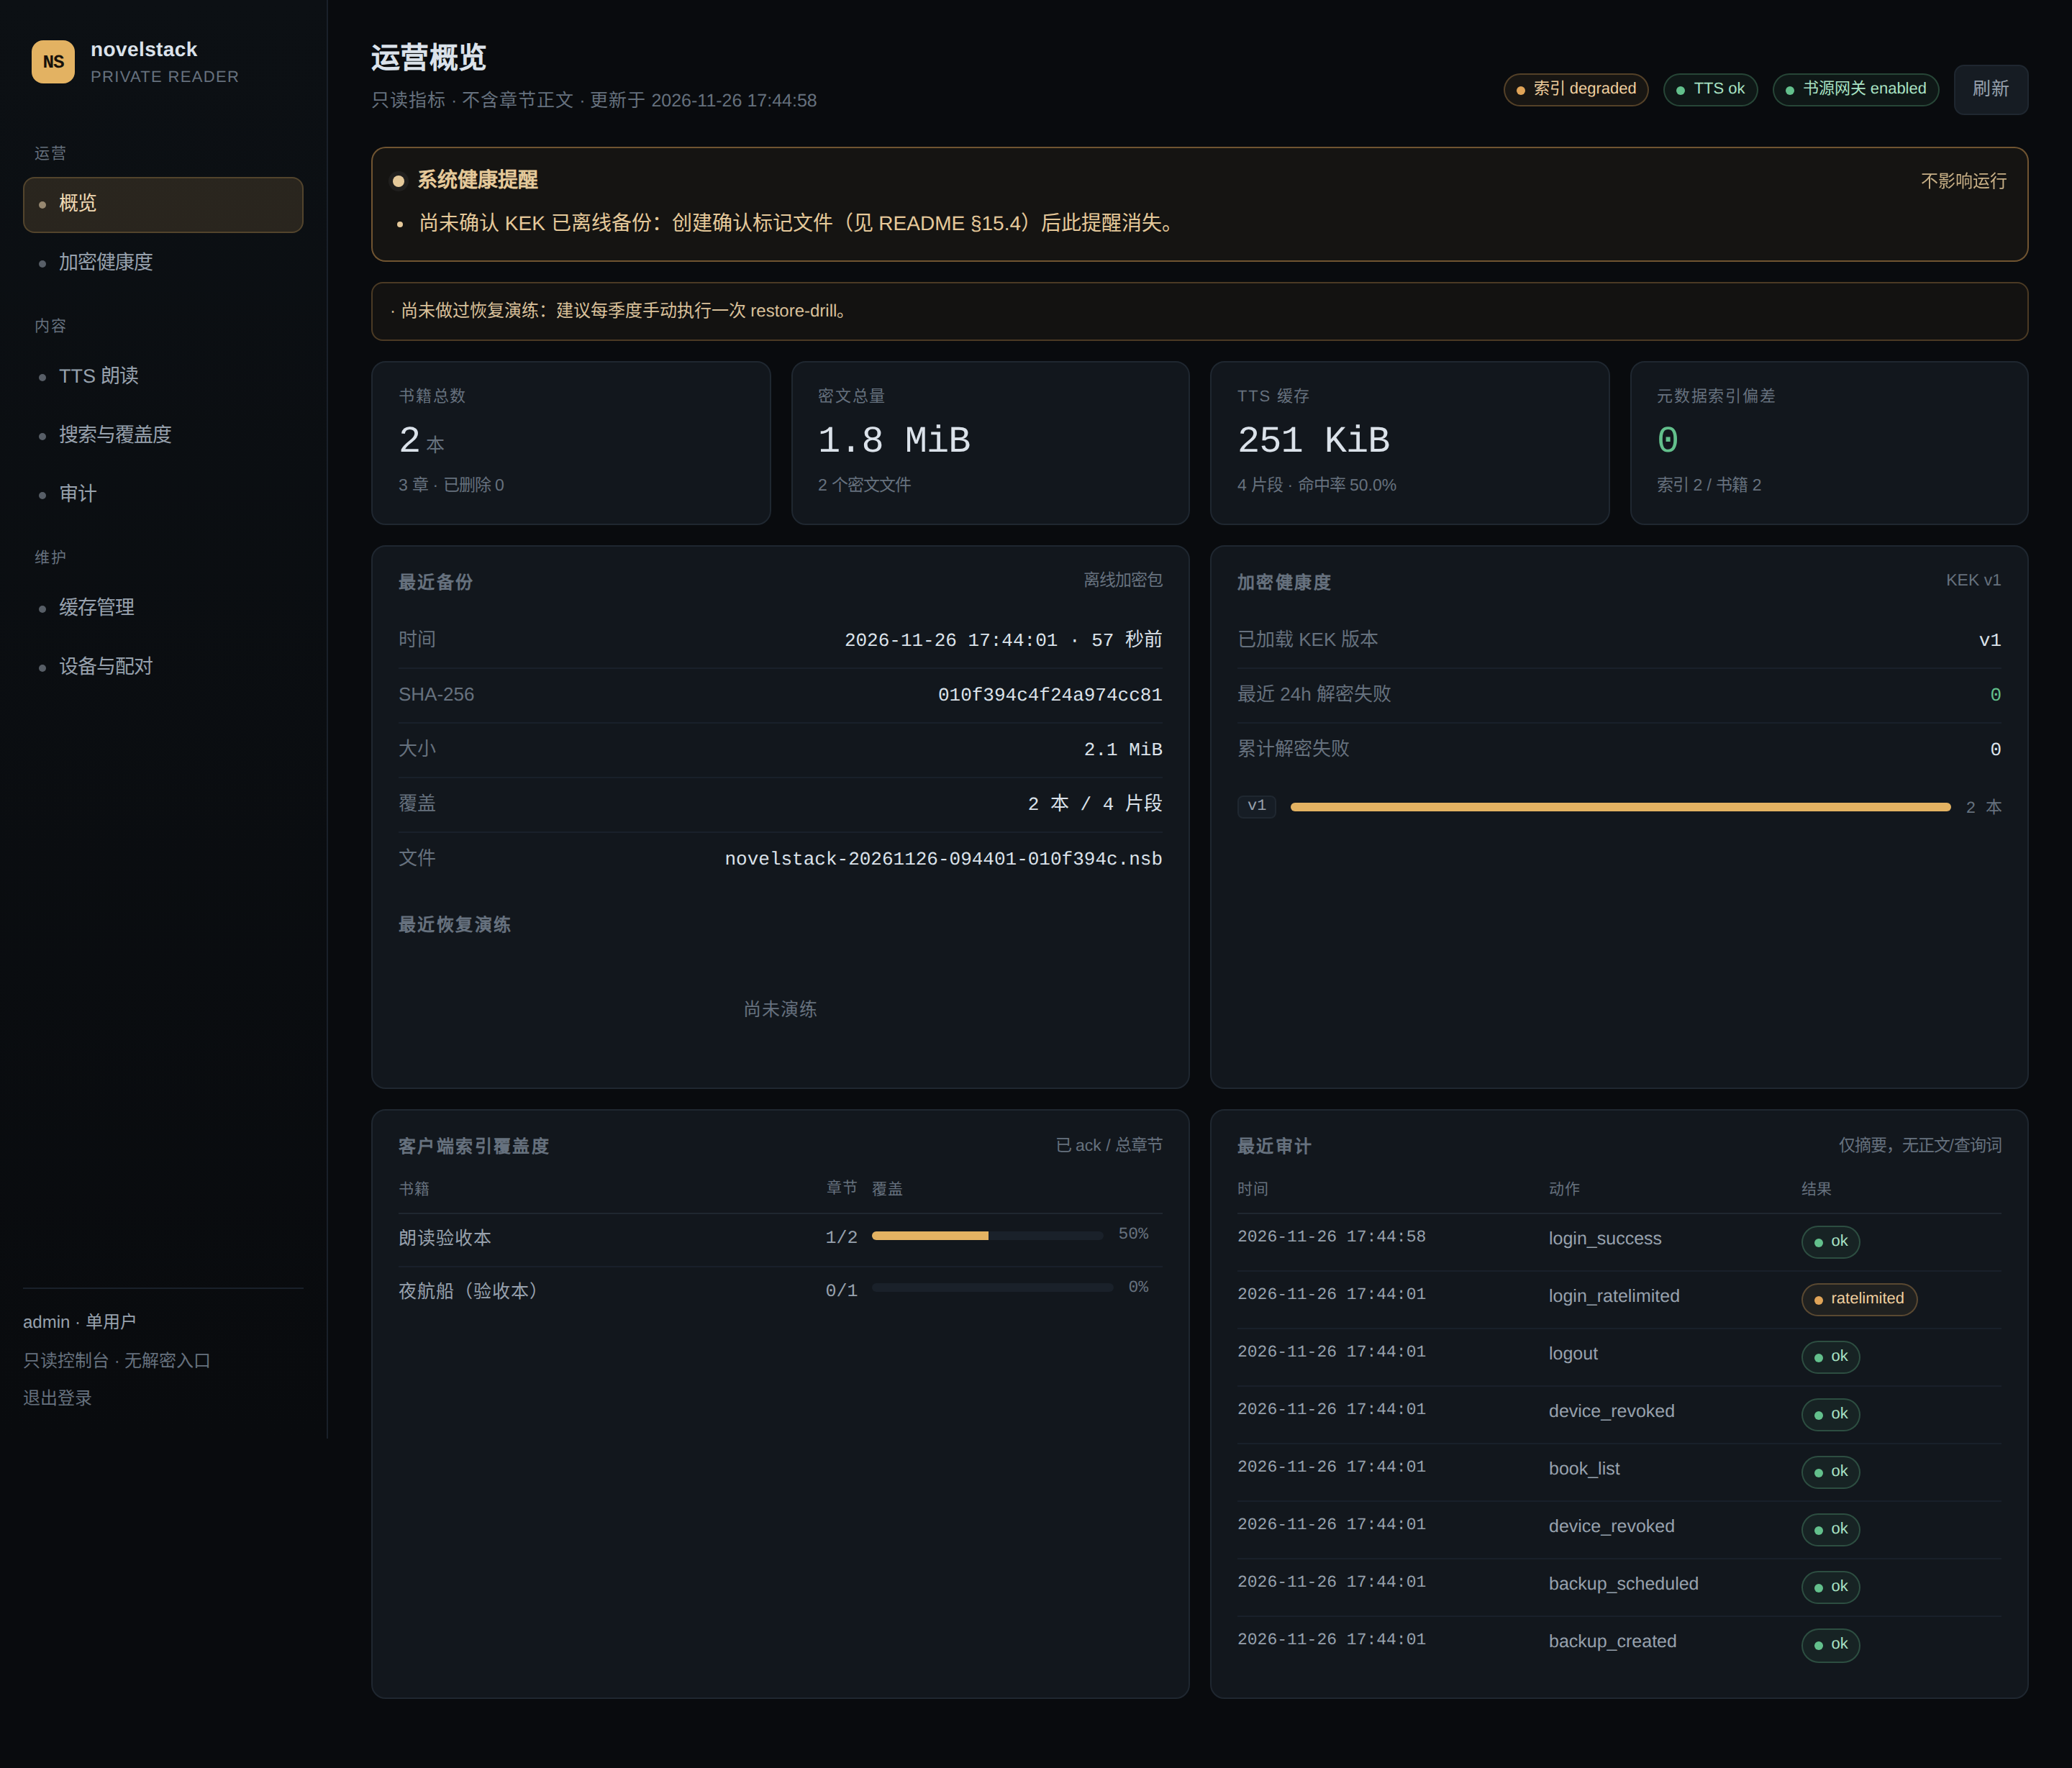 NS
novelstack
PRIVATE READER
运营
概览
加密健康度
内容
TTS 朗读
搜索与覆盖度
审计
维护
缓存管理
设备与配对
admin · 单用户
只读控制台 · 无解密入口
退出登录
运营概览
只读指标 · 不含章节正文 · 更新于 2026-11-26 17:44:58
索引 degraded
TTS ok
书源网关 enabled
刷新
系统健康提醒
不影响运行
尚未确认 KEK 已离线备份：创建确认标记文件（见 README §15.4）后此提醒消失。
· 尚未做过恢复演练：建议每季度手动执行一次 restore-drill。
书籍总数
2 本
3 章 · 已删除 0
密文总量
1.8 MiB
2 个密文文件
TTS 缓存
251 KiB
4 片段 · 命中率 50.0%
元数据索引偏差
0
索引 2 / 书籍 2
最近备份 离线加密包
时间 2026-11-26 17:44:01 · 57 秒前
SHA-256 010f394c4f24a974cc81
大小 2.1 MiB
覆盖 2 本 / 4 片段
文件 novelstack-20261126-094401-010f394c.nsb
最近恢复演练
尚未演练
加密健康度 KEK v1
已加载 KEK 版本 v1
最近 24h 解密失败 0
累计解密失败 0
v1 2 本
客户端索引覆盖度 已 ack / 总章节
书籍 章节 覆盖
朗读验收本 1/2 50%
夜航船（验收本） 0/1 0%
最近审计 仅摘要，无正文/查询词
时间 动作 结果
2026-11-26 17:44:58 login_success ok
2026-11-26 17:44:01 login_ratelimited ratelimited
2026-11-26 17:44:01 logout ok
2026-11-26 17:44:01 device_revoked ok
2026-11-26 17:44:01 book_list ok
2026-11-26 17:44:01 device_revoked ok
2026-11-26 17:44:01 backup_scheduled ok
2026-11-26 17:44:01 backup_created ok